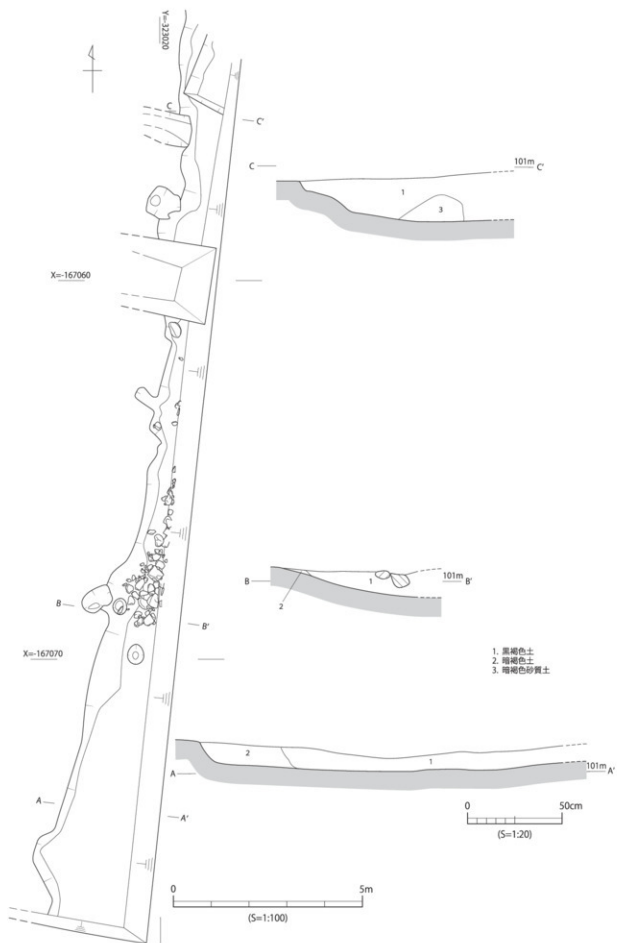 Y=-323020
C
C'
C
101m
C'
1
3
X=-167060
B
B'
B
101m
B'
1
2
X=-167070
1. 黒褐色土
2. 暗褐色土
3. 暗褐色砂質土
A
A'
A
101m
A'
2
1
0
50cm
(S=1:20)
0
5m
(S=1:100)